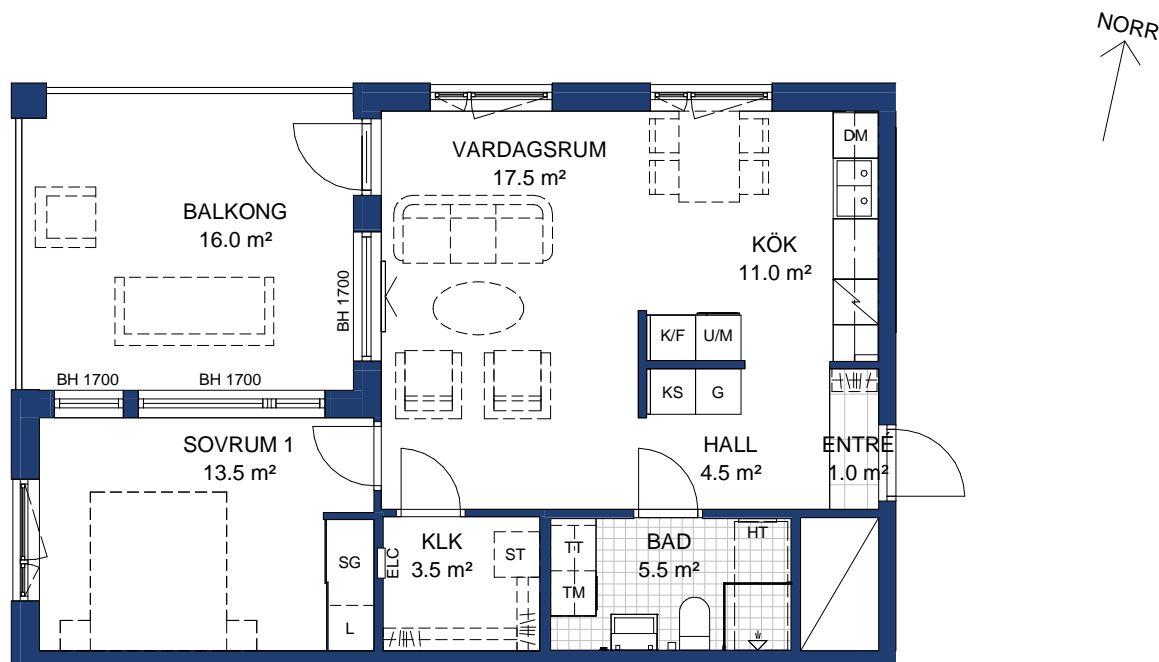 NORR
DM
VARDAGSRUM
17.5 m²
BALKONG
16.0 m²
KÖK
11.0 m²
BH 1700
K/F
U/M
BH 1700
BH 1700
KS
G
SOVRUM 1
13.5 m²
HALL
4.5 m²
ENTRÉ
1.0 m²
KLK
3.5 m²
ELC
ST
TT
BAD
5.5 m²
HT
SG
TM
L